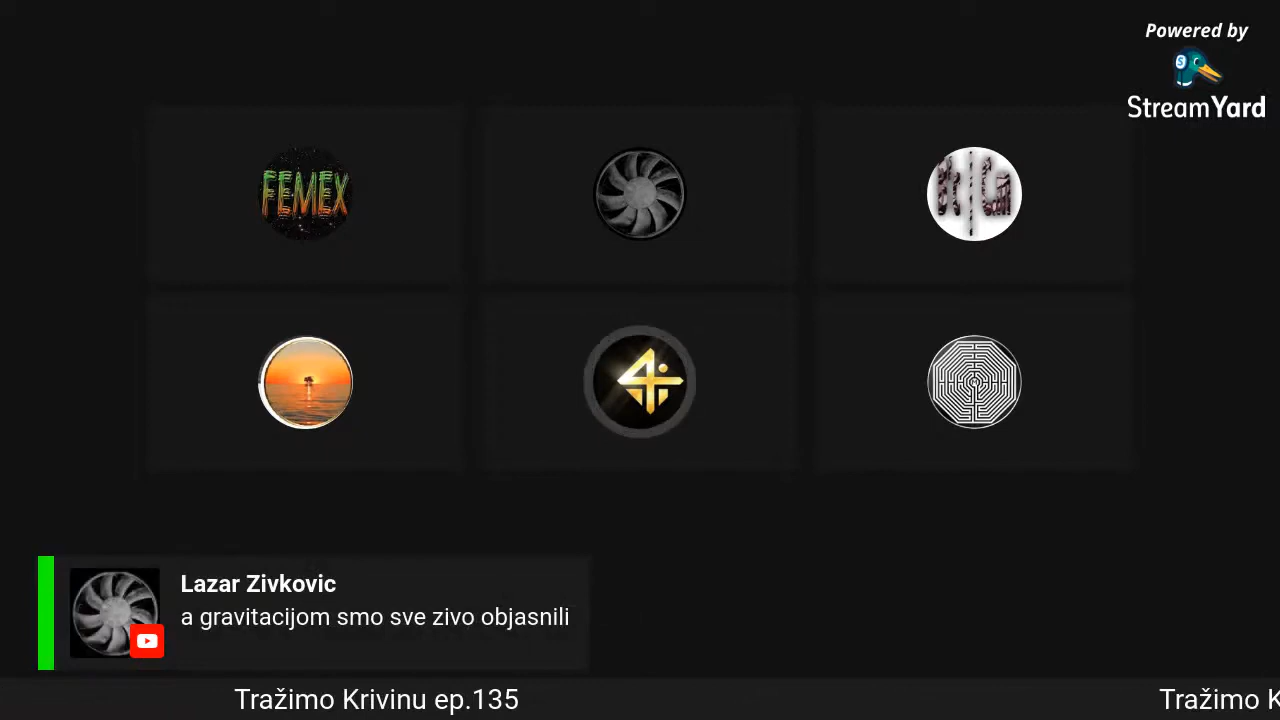 Powered by
StreamYard
FEMEX
Lazar Zivkovic
a gravitacijom smo sve zivo objasnili
Tražimo Krivinu ep.135
Tražimo K